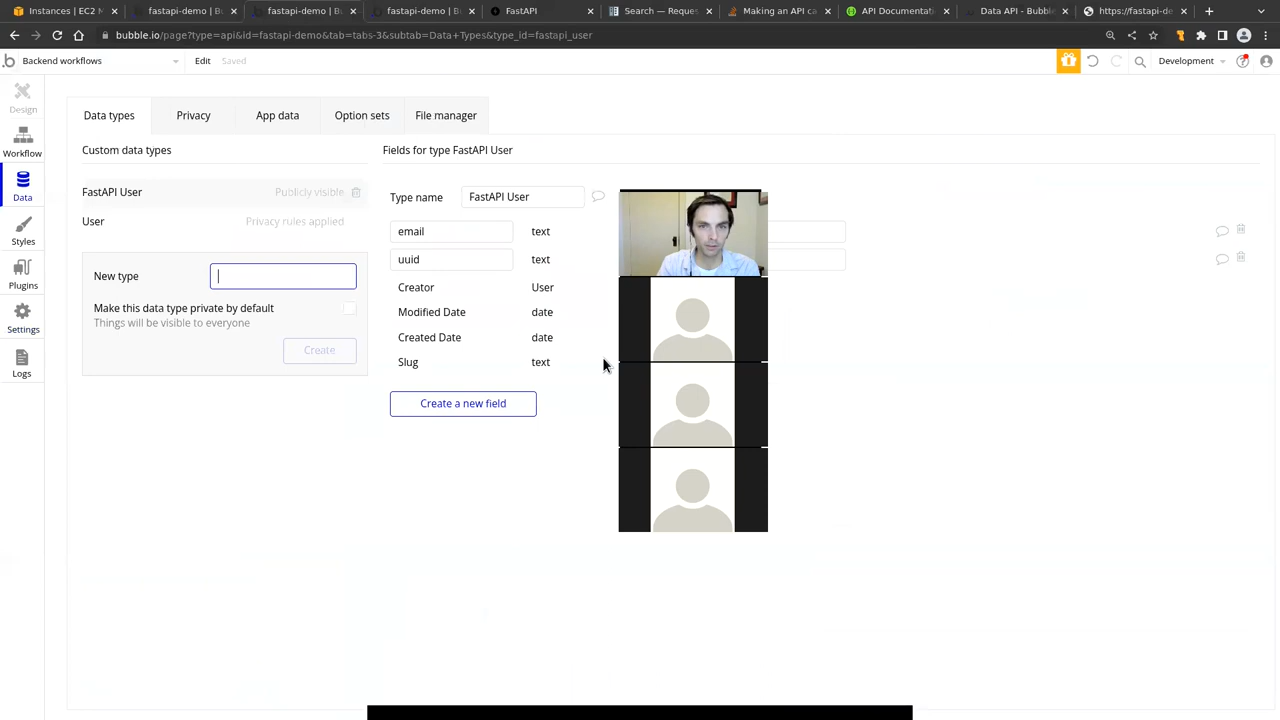 Instances | EC2 M
fastapi-demo | Bu
fastapi-demo | Bu
fastapi-demo | Bu
FastAPI
Search — Reques
Making an API ca
API Documentati
Data API - Bubble
https://fastapi-de
bubble.io/page?type=api&id=fastapi-demo&tab=tabs-3&subtab=Data+Types&type_id=fastapi_user
Backend workflows
Edit
Saved
Development
Design
Workflow
Data
Styles
Plugins
Settings
Logs
Data types
Privacy
App data
Option sets
File manager
Custom data types
FastAPI User
Publicly visible
User
Privacy rules applied
New type
Make this data type private by default
Things will be visible to everyone
Create
Fields for type FastAPI User
Type name
FastAPI User
email
text
uuid
text
Creator
User
Modified Date
date
Created Date
date
Slug
text
Create a new field